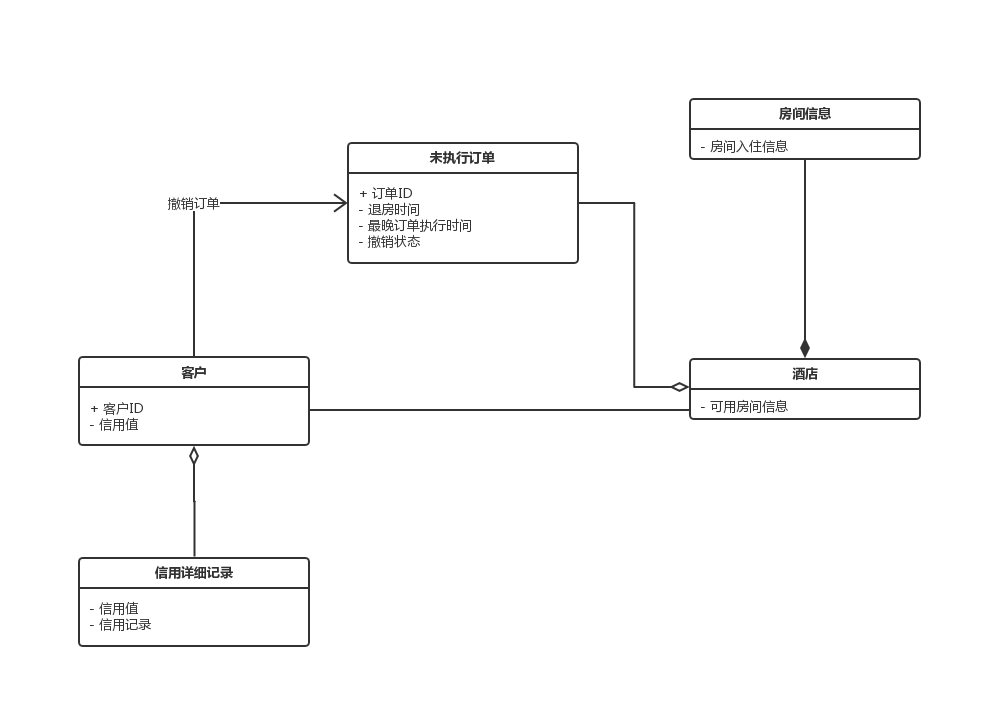 房间信息
- 房间入住信息
未执行订单
+ 订单ID
- 退房时间
- 最晚订单执行时间
- 撤销状态
撤销订单
客户
+ 客户ID
- 信用值
酒店
- 可用房间信息
信用详细记录
- 信用值
- 信用记录